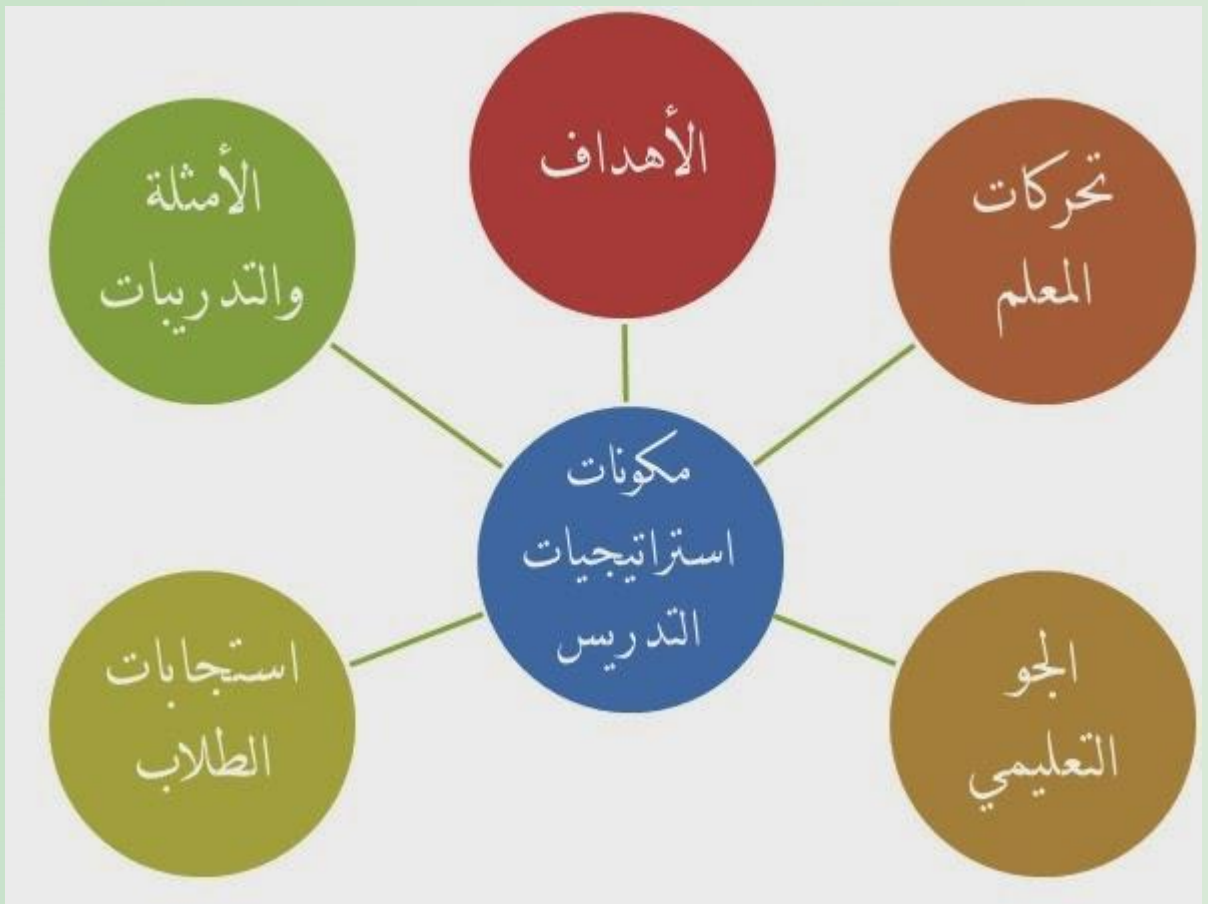 الأهداف
تحركات
المعلم
الأمثلة
والتدريبات
مكونات
استراتيجيات
التدريس
الجو
التعليمي
استجابات
الطلاب